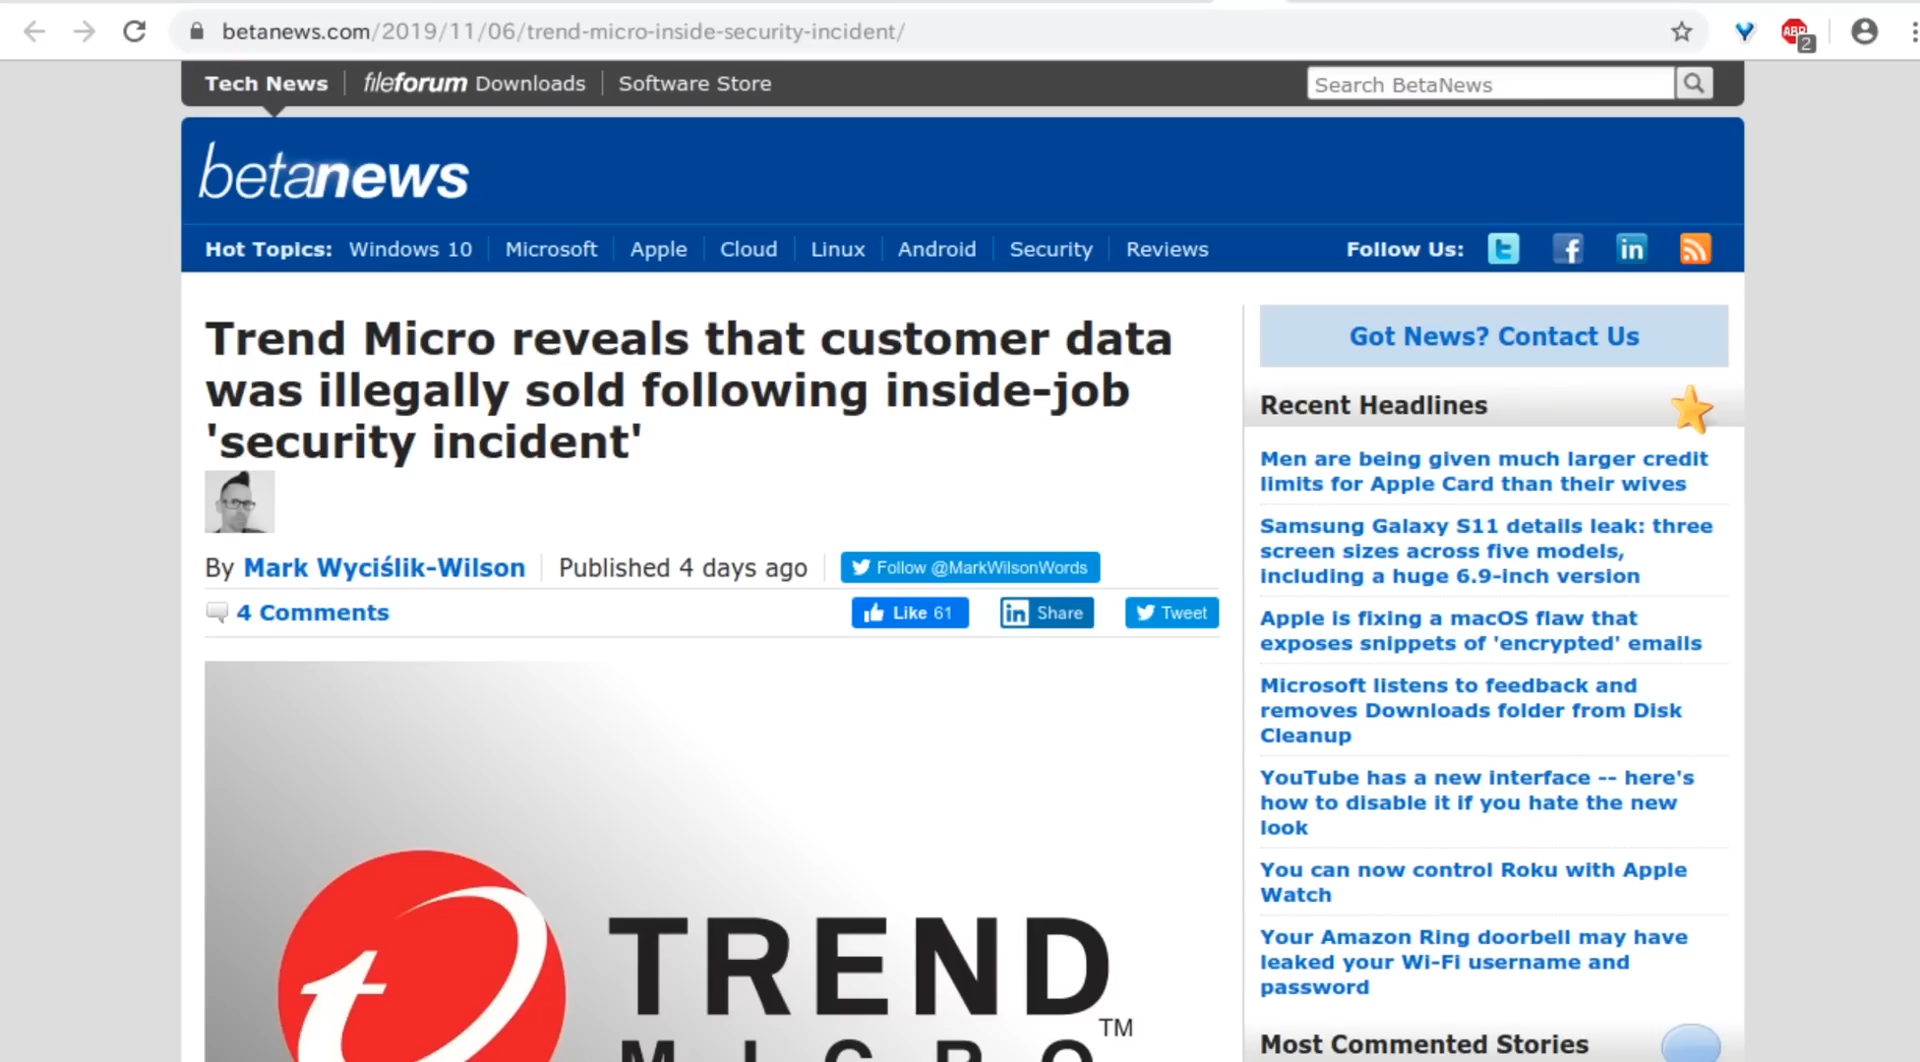 betanews.com/2019/11/06/trend-micro-inside-security-incident/
ABP
2
Tech News
fileforum Downloads
Software Store
Search BetaNews
betanews
Hot Topics: Windows 10 Microsoft Apple Cloud Linux Android Security Reviews
Follow Us:
Trend Micro reveals that customer data
was illegally sold following inside-job
'security incident'
By Mark Wyciślik-Wilson
Published 4 days ago
Follow @MarkWilsonWords
4 Comments
Like 61
in Share
Tweet
TREND
TM
MICRO
Got News? Contact Us
Recent Headlines
Men are being given much larger credit
limits for Apple Card than their wives
Samsung Galaxy S11 details leak: three
screen sizes across five models,
including a huge 6.9-inch version
Apple is fixing a macOS flaw that
exposes snippets of 'encrypted' emails
Microsoft listens to feedback and
removes Downloads folder from Disk
Cleanup
YouTube has a new interface -- here's
how to disable it if you hate the new
look
You can now control Roku with Apple
Watch
Your Amazon Ring doorbell may have
leaked your Wi-Fi username and
password
Most Commented Stories